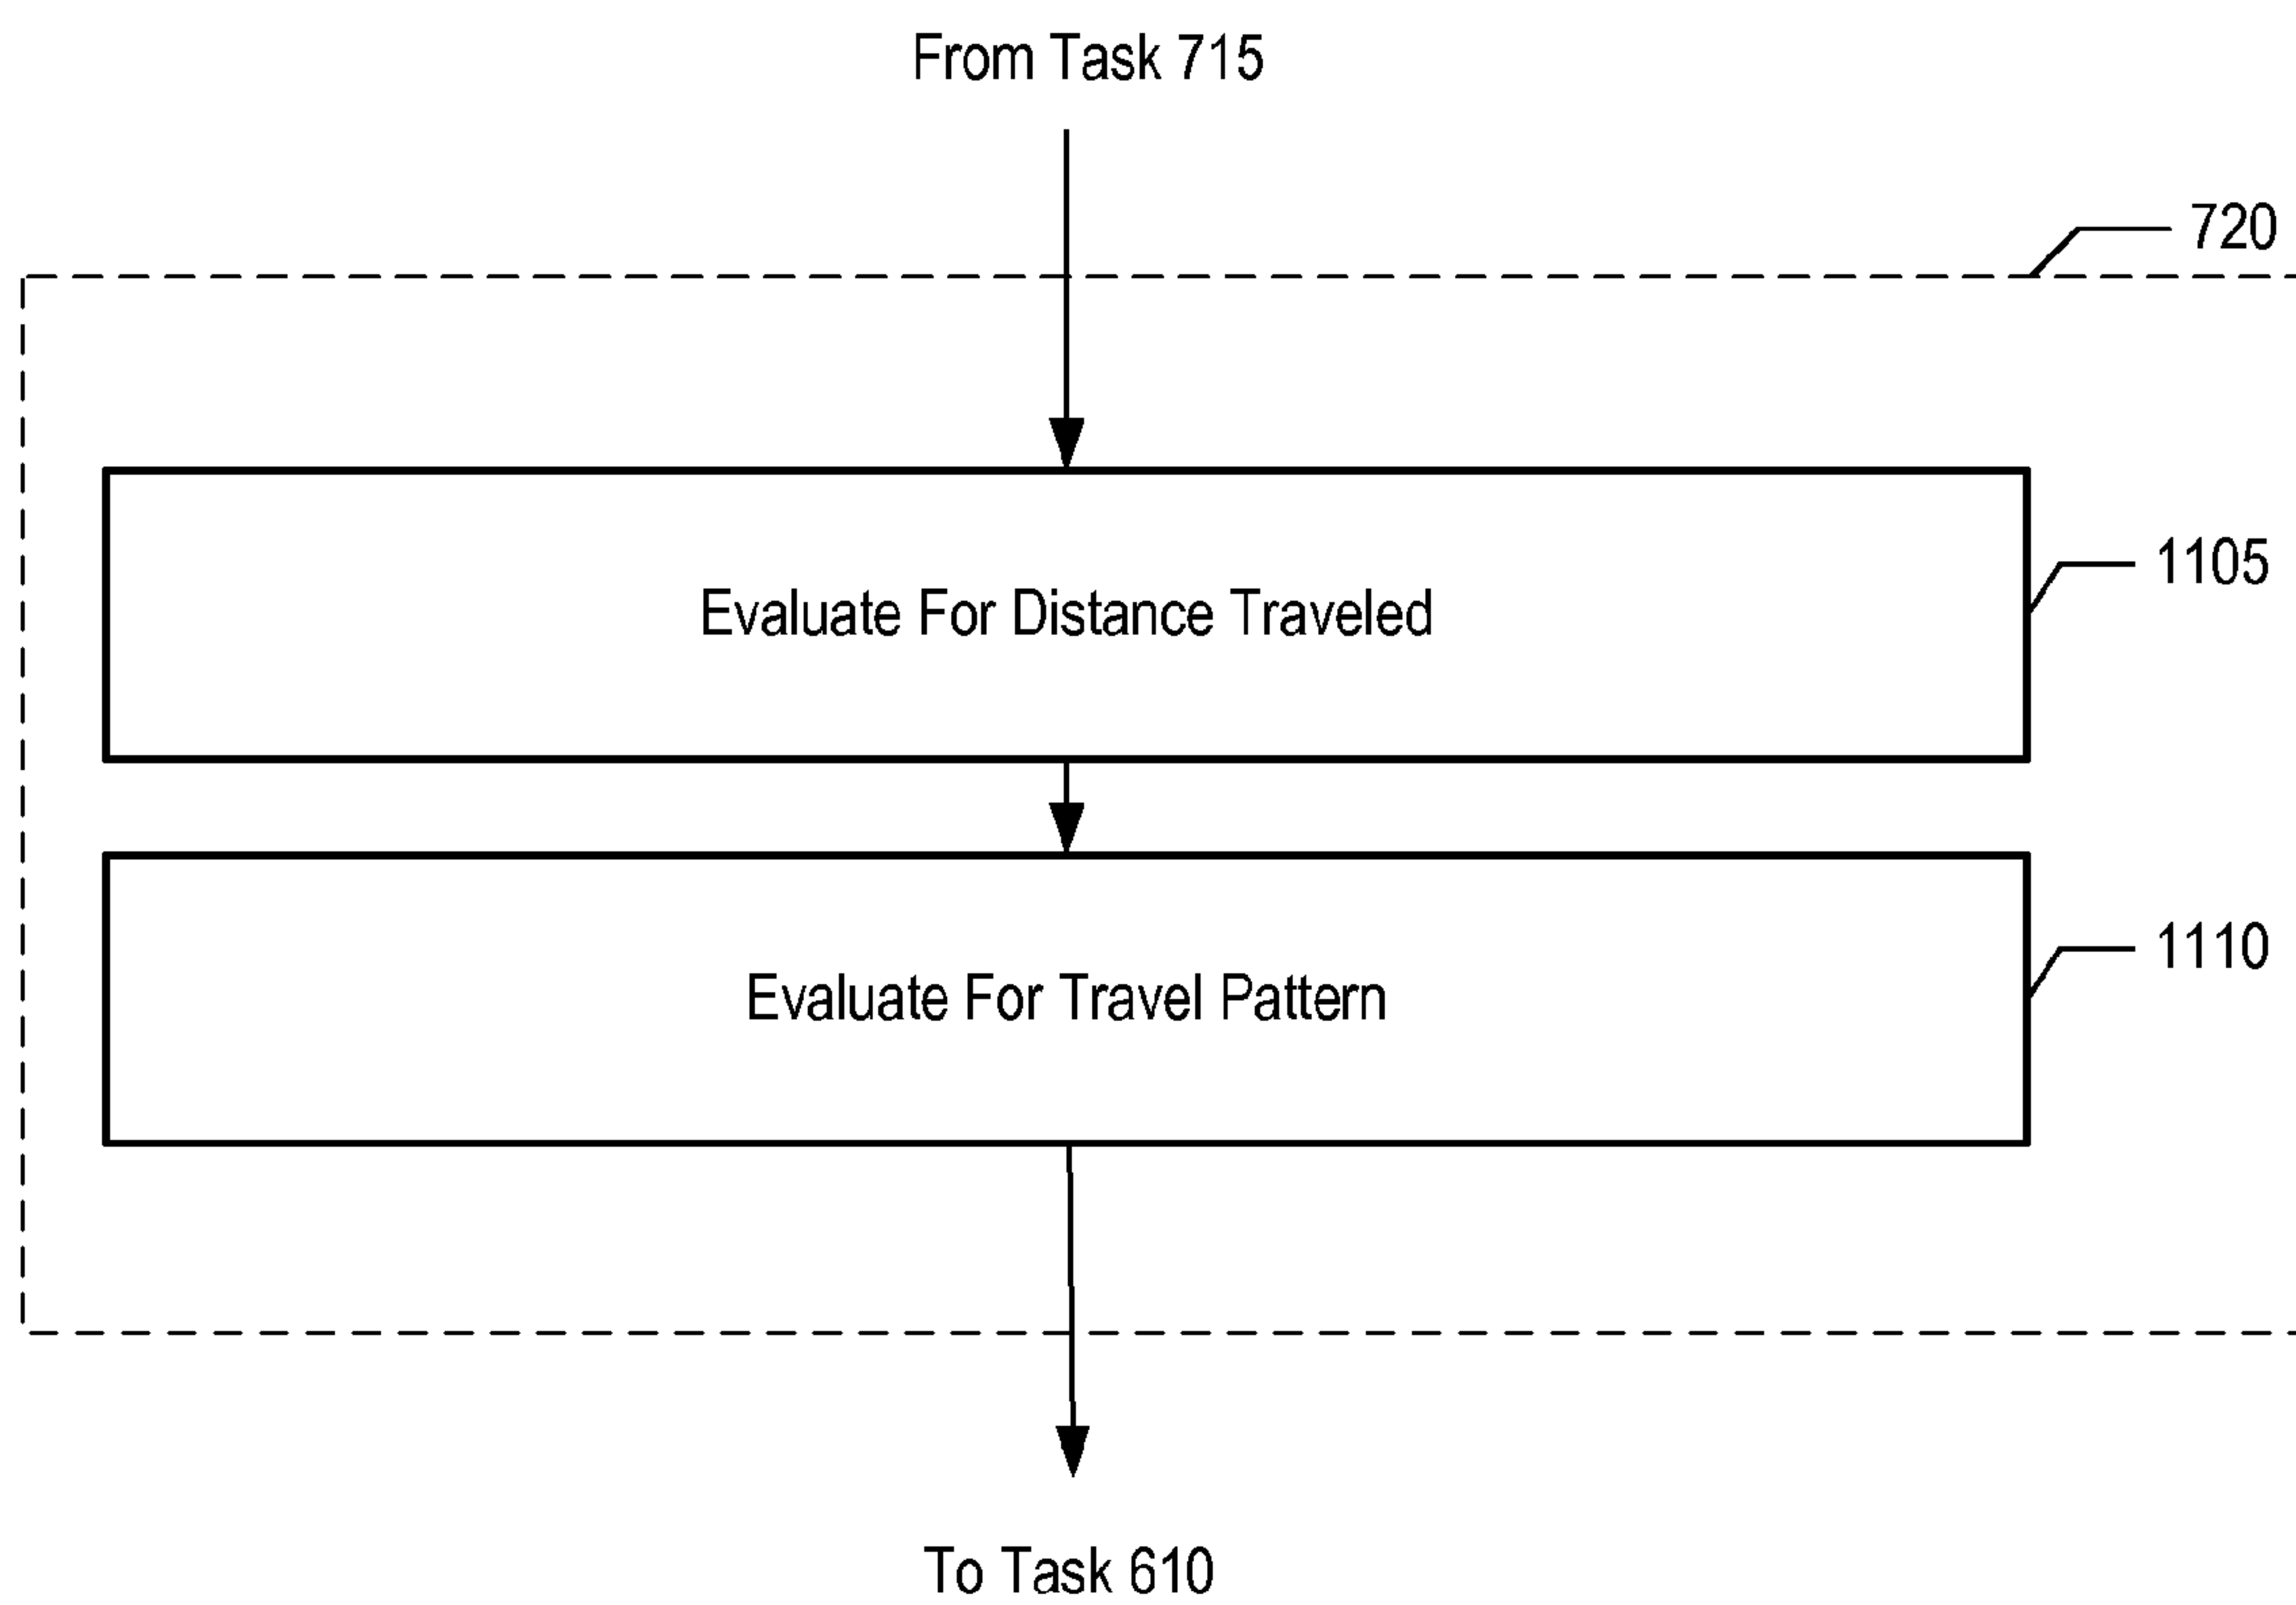 From Task 715
720
Evaluate For Distance Traveled
1105
Evaluate For Travel Pattern
1110
To Task 610